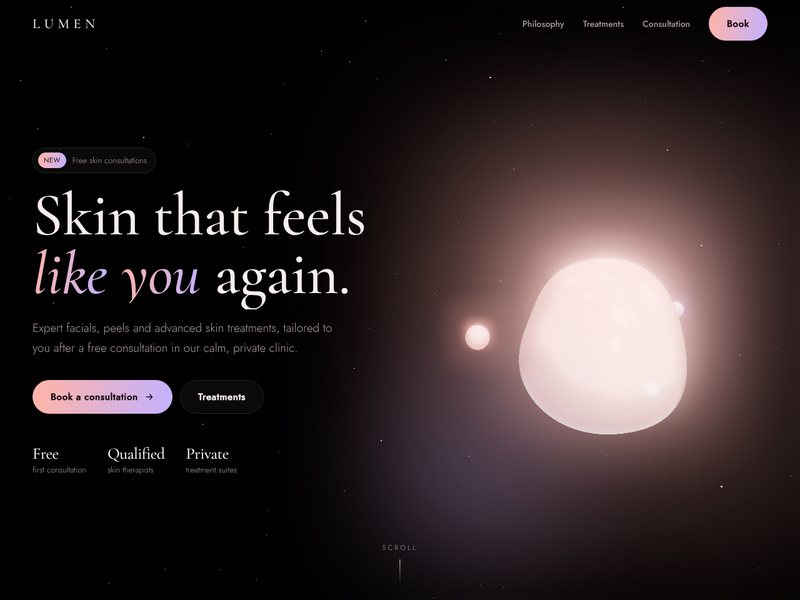 LUMEN
Philosophy Treatments Consultation Book
NEW Free skin consultations
Skin that feels
like you again.
Expert facials, peels and advanced skin treatments, tailored to
you after a free consultation in our calm, private clinic.
Book a consultation → Treatments
Free Qualified Private
first consultation skin therapists treatment suites
SCROLL